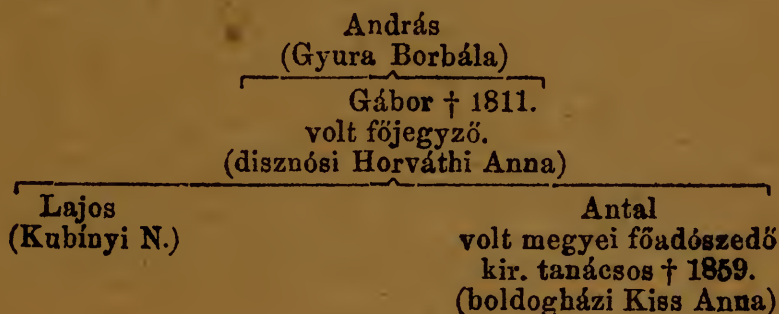 András
(Gyura Borbála)
Gábor † 1811.
volt főjegyző.
(disznósi Horváthi Anna)
Lajos
(Kubínyi N.)
Antal
volt megyei főadószedő
kir. tanácsos † 1859.
(boldogházi Kiss Anna)